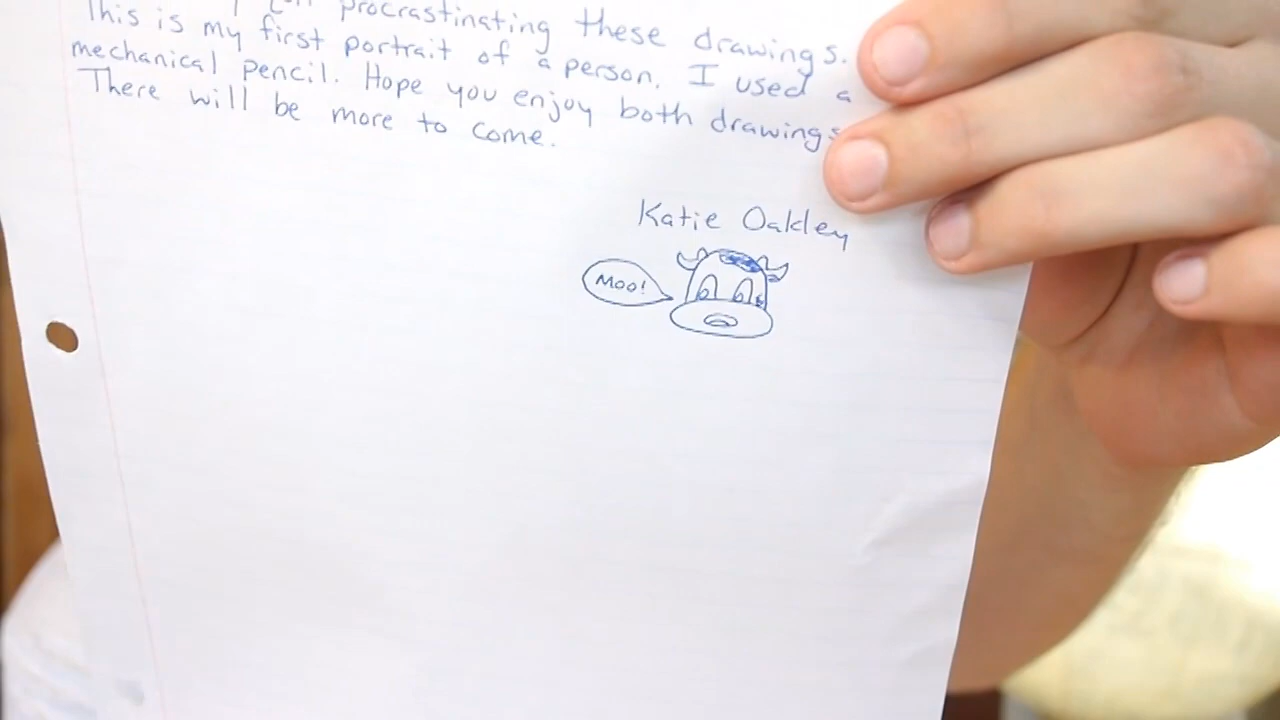 procrastinating these drawings.
This is my first portrait of a person. I used a
mechanical pencil. Hope you enjoy both drawings
There will be more to come.
Katie Oakley
Moo!